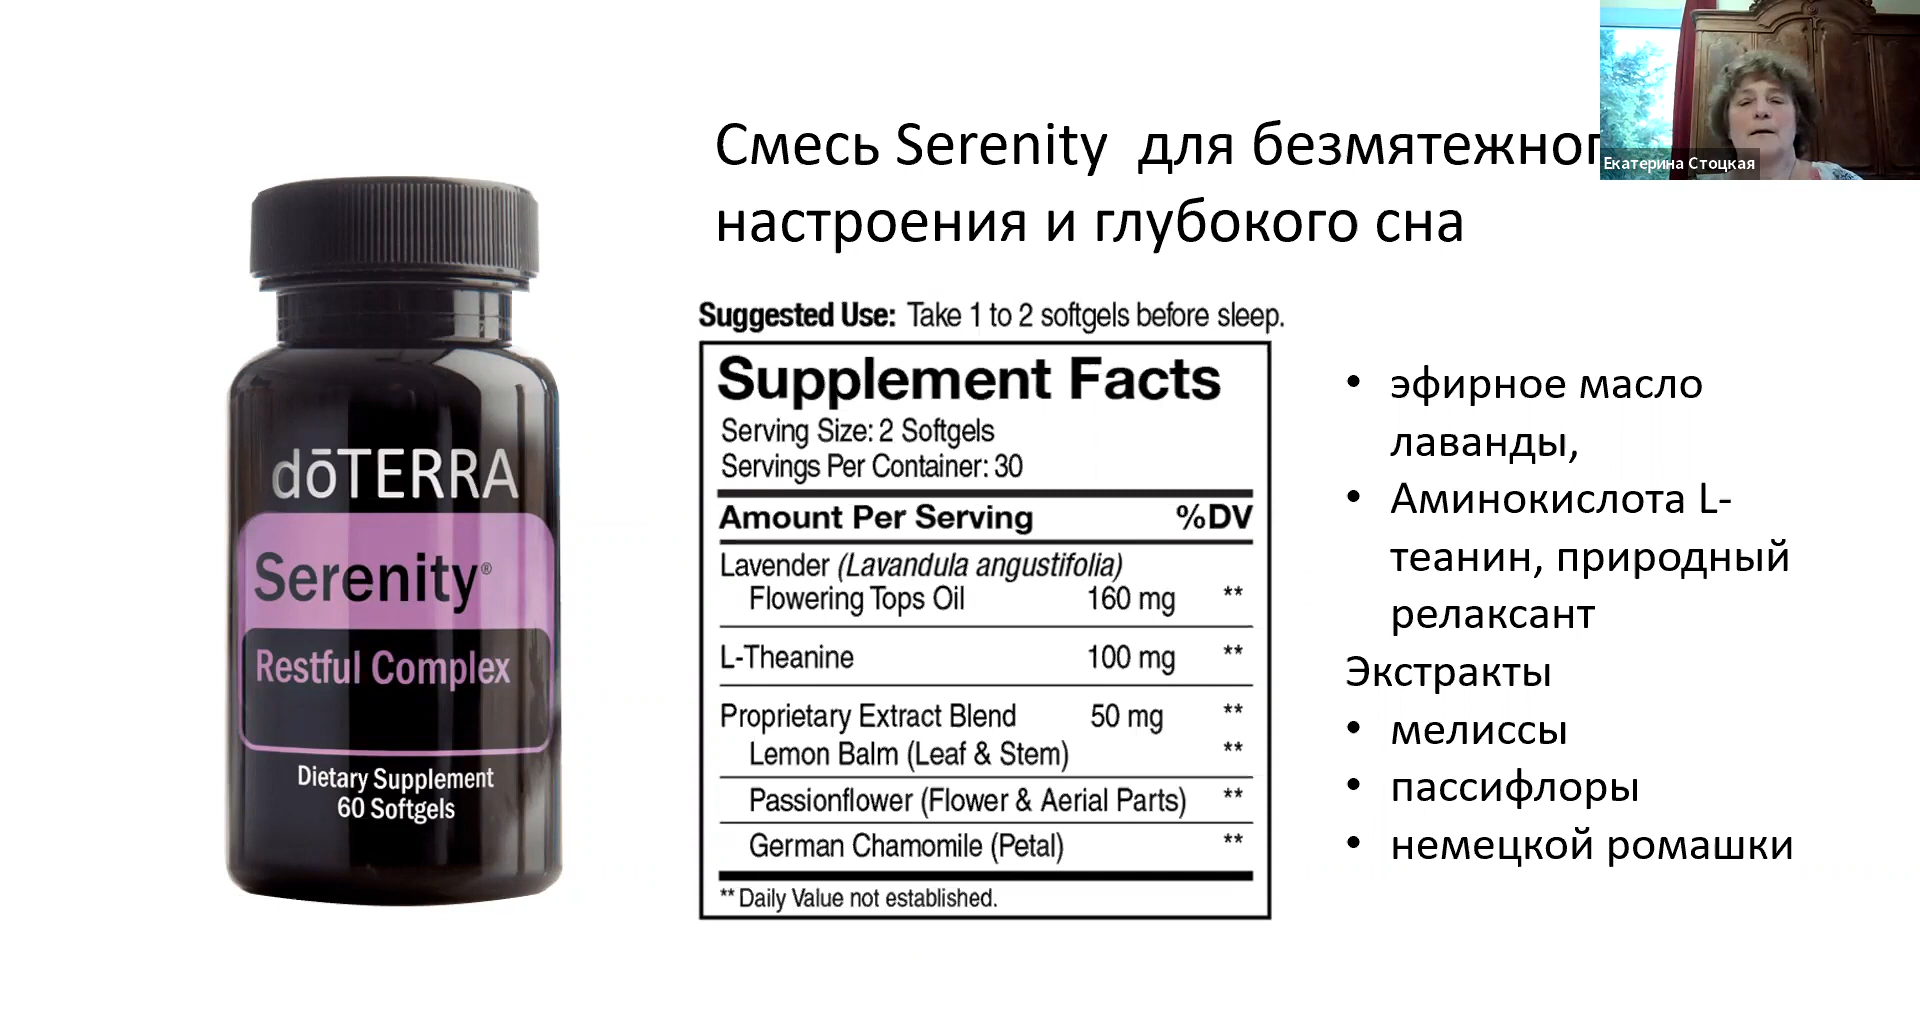 Смесь Serenity для безмятежног
Екатерина Стоцкая
настроения и глубокого сна
dōTERRA
Serenity®
Restful Complex
Dietary Supplement
60 Softgels
Suggested Use: Take 1 to 2 softgels before sleep.
Supplement Facts
Serving Size: 2 Softgels
Servings Per Container: 30
Amount Per Serving %DV
Lavender (Lavandula angustifolia)
Flowering Tops Oil 160 mg **
L-Theanine 100 mg **
Proprietary Extract Blend 50 mg **
Lemon Balm (Leaf & Stem) **
Passionflower (Flower & Aerial Parts) **
German Chamomile (Petal) **
** Daily Value not established.
• эфирное масло
лаванды,
• Аминокислота L-
теанин, природный
релаксант
Экстракты
• мелиссы
• пассифлоры
• немецкой ромашки